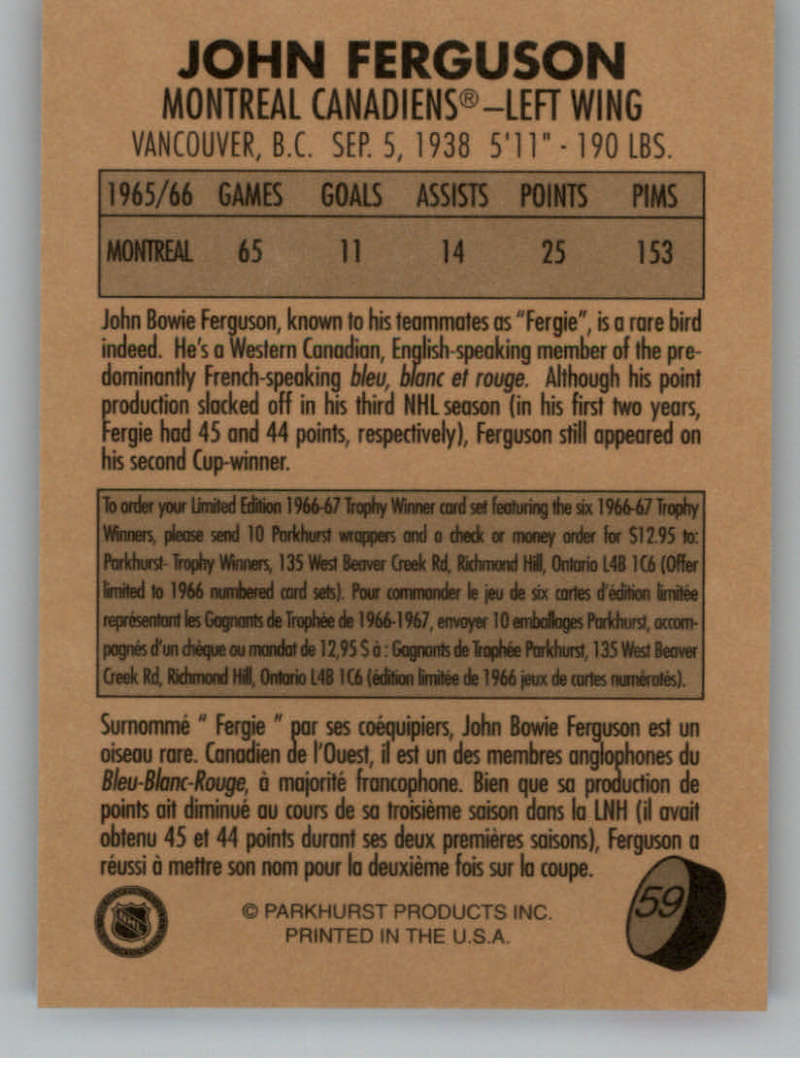 JOHN FERGUSON
MONTREAL CANADIENS®–LEFT WING
VANCOUVER, B.C. SEP. 5, 1938 5'11" - 190 LBS.
1965/66 GAMES GOALS ASSISTS POINTS PIMS
MONTREAL 65 11 14 25 153
John Bowie Ferguson, known to his teammates as "Fergie", is a rare bird
indeed. He's a Western Canadian, English-speaking member of the pre-
dominantly French-speaking bleu, blanc et rouge. Although his point
production slacked off in his third NHL season (in his first two years,
Fergie had 45 and 44 points, respectively), Ferguson still appeared on
his second Cup-winner.
To order your Limited Edition 1966-67 Trophy Winner card set featuring the six 1966-67 Trophy
Winners, please send 10 Parkhurst wrappers and a check or money order for $12.95 to:
Parkhurst- Trophy Winners, 135 West Beaver Creek Rd, Richmond Hill, Ontario L4B 1C6 (Offer
limited to 1966 numbered card sets). Pour commander le jeu de six cartes d'édition limitée
représentant les Gagnants de Trophée de 1966-1967, envoyer 10 emballages Parkhurst, accom-
pagnés d'un chèque ou mandat de 12,95 $ à : Gagnants de Trophée Parkhurst, 135 West Beaver
Creek Rd, Richmond Hill, Ontario L4B 1C6 (édition limitée de 1966 jeux de cartes numérotés).
Surnommé " Fergie " par ses coéquipiers, John Bowie Ferguson est un
oiseau rare. Canadien de l'Ouest, il est un des membres anglophones du
Bleu-Blanc-Rouge, à majorité francophone. Bien que sa production de
points ait diminué au cours de sa troisième saison dans la LNH (il avait
obtenu 45 et 44 points durant ses deux premières saisons), Ferguson a
réussi à mettre son nom pour la deuxième fois sur la coupe.
59
NHL
© PARKHURST PRODUCTS INC.
PRINTED IN THE U.S.A.